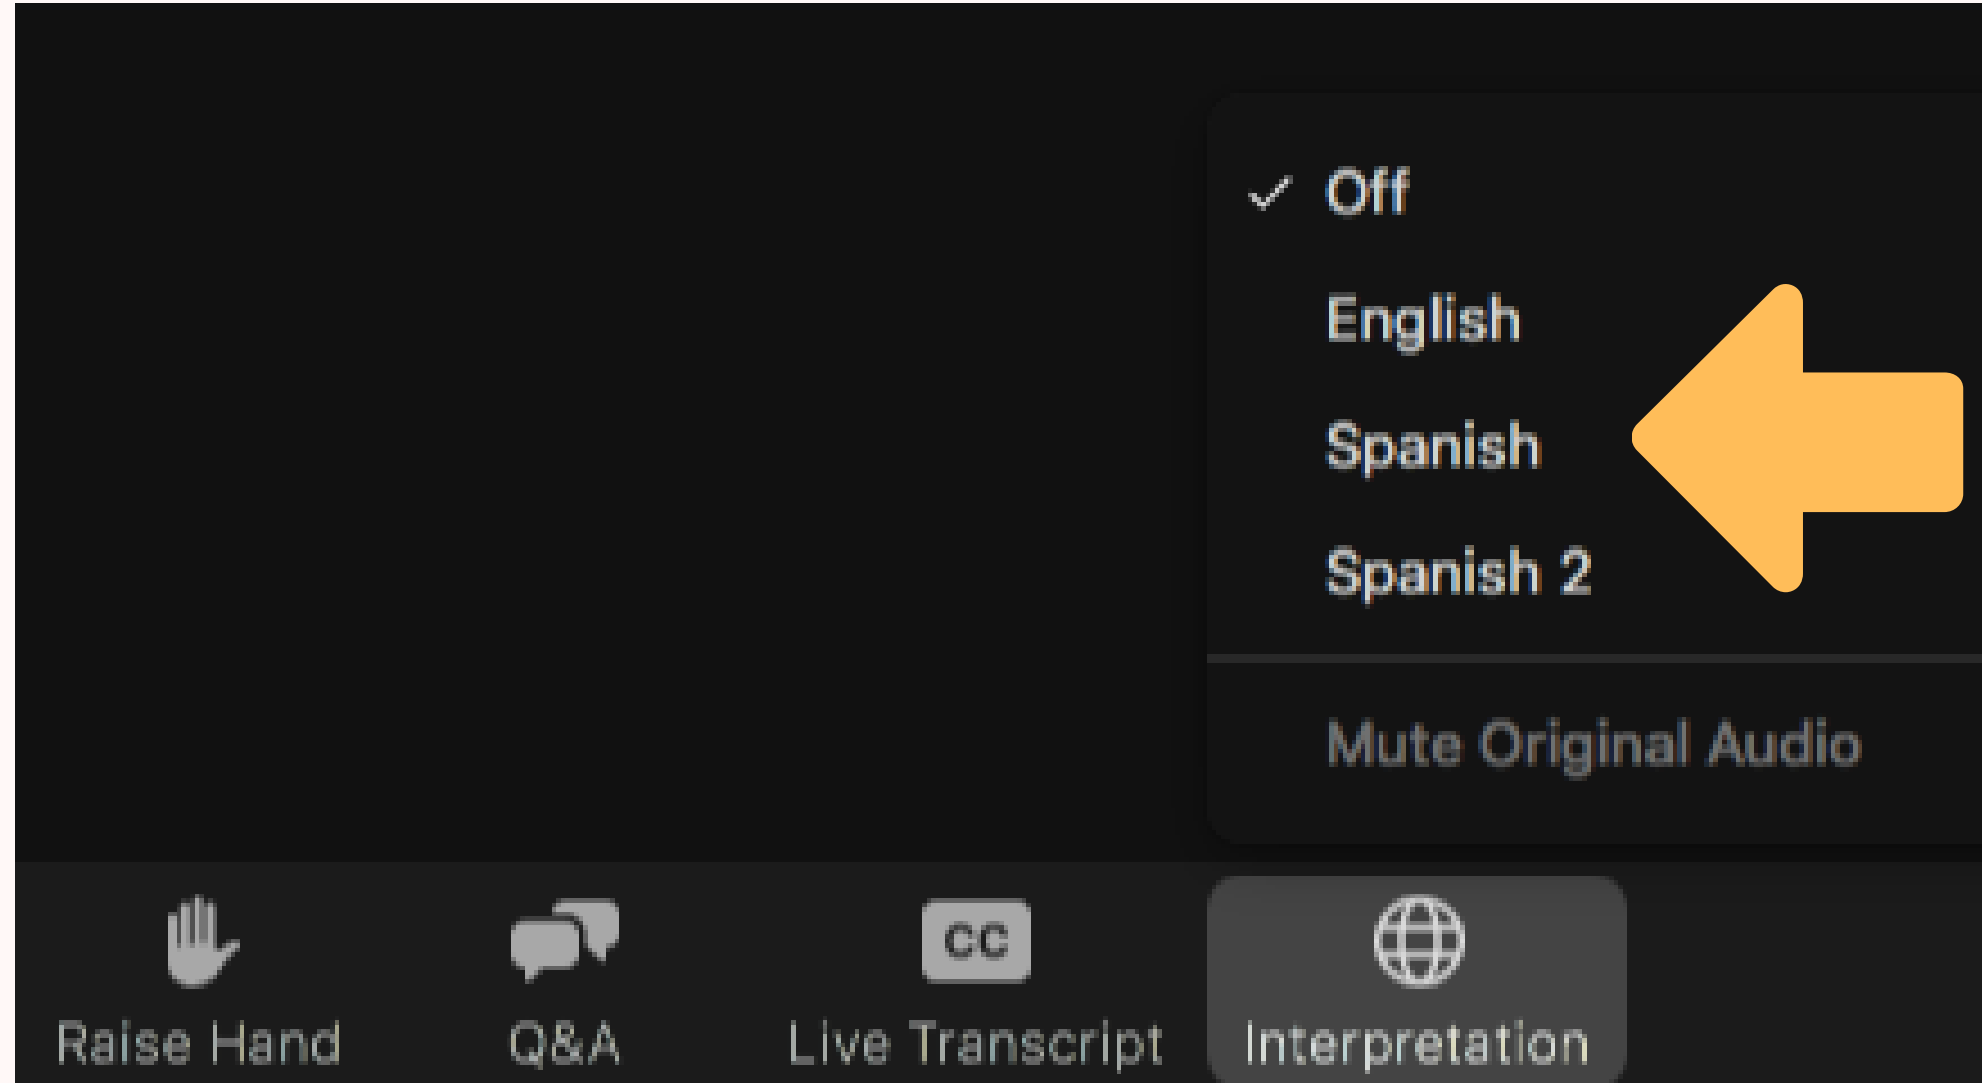 Off
English
Spanish
Spanish 2
Mute Original Audio
CC
Raise Hand
Q&A
Live Transcript
Interpretation